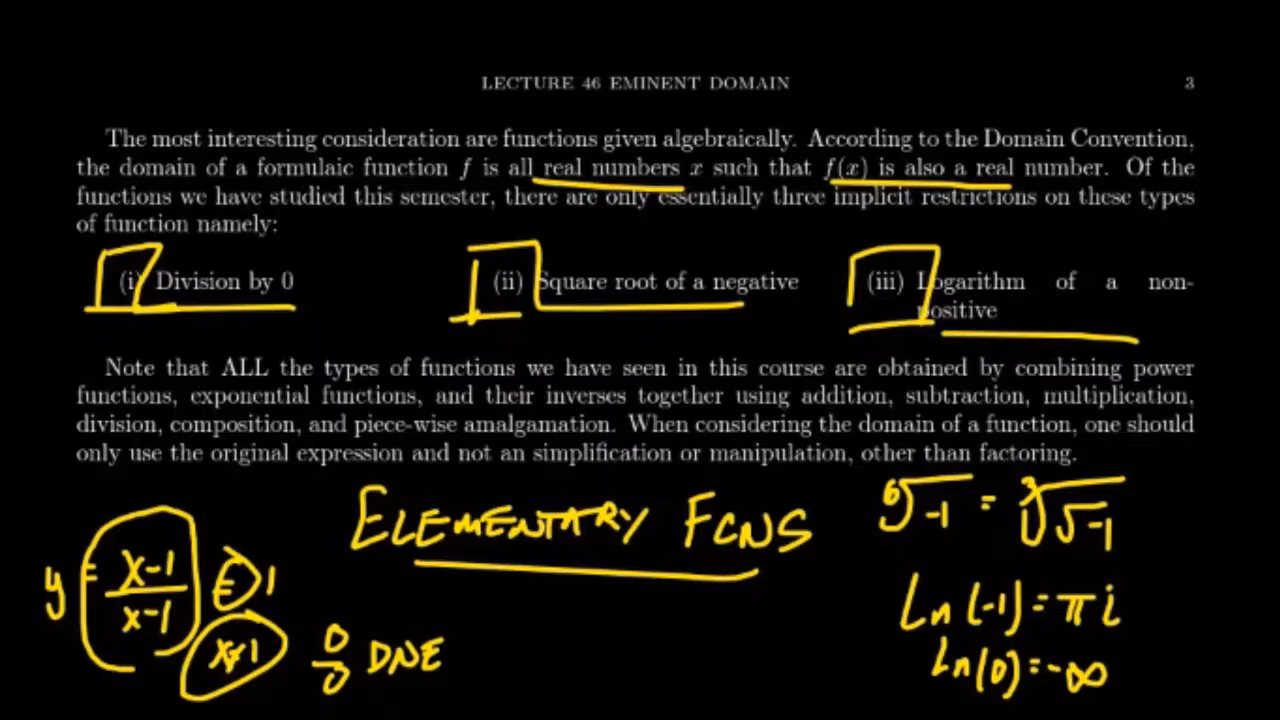 LECTURE 46 EMINENT DOMAIN 3
The most interesting consideration are functions given algebraically. According to the Domain Convention,
the domain of a formulaic function f is all real numbers x such that f(x) is also a real number. Of the
functions we have studied this semester, there are only essentially three implicit restrictions on these types
of function namely:
(i) Division by 0 (ii) Square root of a negative (iii) Logarithm of a non-
positive
Note that ALL the types of functions we have seen in this course are obtained by combining power
functions, exponential functions, and their inverses together using addition, subtraction, multiplication,
division, composition, and piece-wise amalgamation. When considering the domain of a function, one should
only use the original expression and not an simplification or manipulation, other than factoring.
ELEMENTARY FCNS
⁶√-1 = ³√√-1
y = x-1/x-1 = 1
x≠1
0/0 DNE
Ln(-1) = πi
Ln(0) = -∞